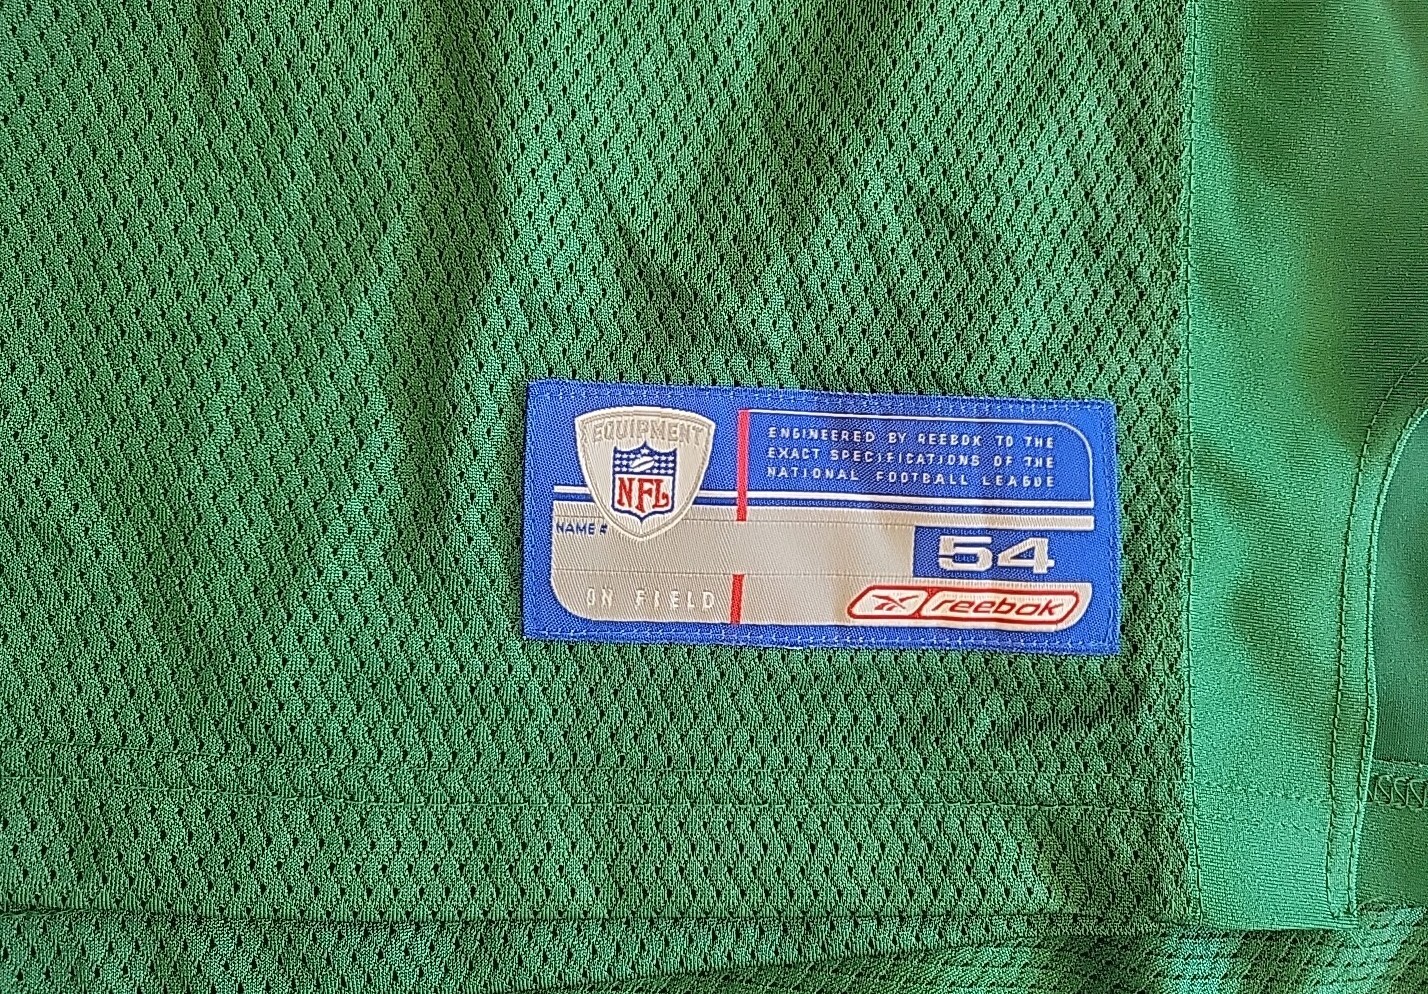 EQUIPMENT
NFL
ENGINEERED BY REEBOK TO THE
EXACT SPECIFICATIONS OF THE
NATIONAL FOOTBALL LEAGUE
NAME #
54
ON FIELD
reebok